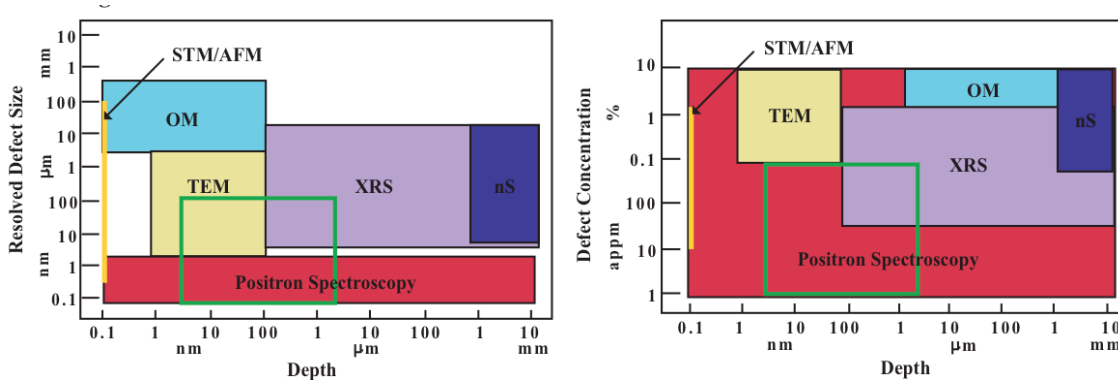 STM/AFM
OM
TEM
XRS
nS
Positron Spectroscopy
Resolved Defect Size
mm
μm
nm
10
1
100
10
1
100
10
1
0.1
0.1
1
10
100
1
10
1
10
nm
μm
mm
Depth
STM/AFM
OM
TEM
nS
XRS
Positron Spectroscopy
Defect Concentration
%
appm
10
1
0.1
100
10
1
0.1
1
10
100
1
10
1
10
nm
μm
mm
Depth